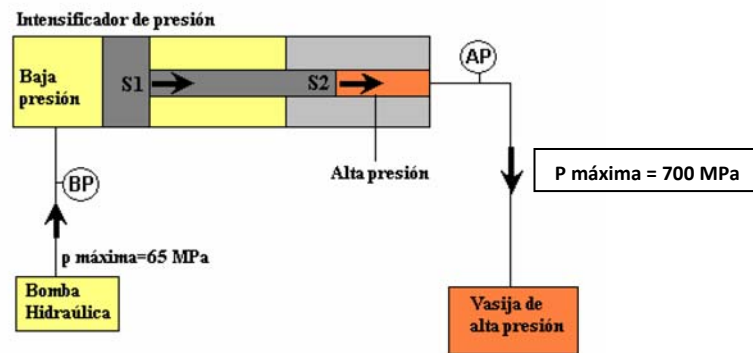 Intensificador de presión
Baja
presión
S1
S2
AP
Alta presión
P máxima = 700 MPa
BP
p máxima=65 MPa
Bomba
Hidraúlica
Vasija de
alta presión